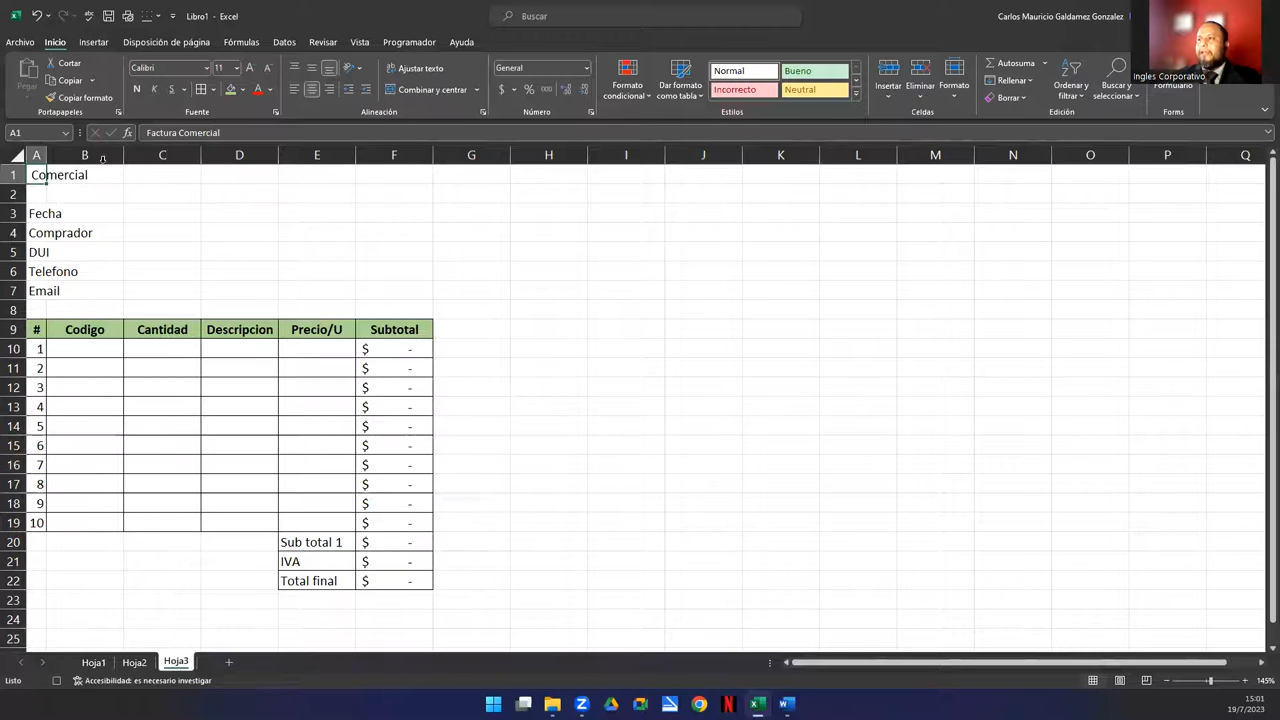 Libro1 - Excel
Buscar
Carlos Mauricio Galdamez Gonzalez
Archivo Inicio Insertar Disposición de página Fórmulas Datos Revisar Vista Programador Ayuda
Pegar
Cortar
Copiar
Copiar formato
Portapapeles
Calibri 11
N K S
Fuente
Ajustar texto
Combinar y centrar
Alineación
General
$ % 000
Número
Formato condicional
Dar formato como tabla
Normal Bueno
Incorrecto Neutral
Estilos
Insertar Eliminar Formato
Celdas
Autosuma
Rellenar
Borrar
Ordenar y filtrar
Buscar y seleccionar
Edición
Formulario
Ingles Corporativo
A1 fx Factura Comercial
A B C D E F G H I J K L M N O P Q
1 Comercial
2
3 Fecha
4 Comprador
5 DUI
6 Telefono
7 Email
8
9 # Codigo Cantidad Descripcion Precio/U Subtotal
10 1 $ -
11 2 $ -
12 3 $ -
13 4 $ -
14 5 $ -
15 6 $ -
16 7 $ -
17 8 $ -
18 9 $ -
19 10 $ -
20 Sub total 1 $ -
21 IVA $ -
22 Total final $ -
23
24
25
Hoja1 Hoja2 Hoja3
Listo Accesibilidad: es necesario investigar 145%
15:01
19/7/2023